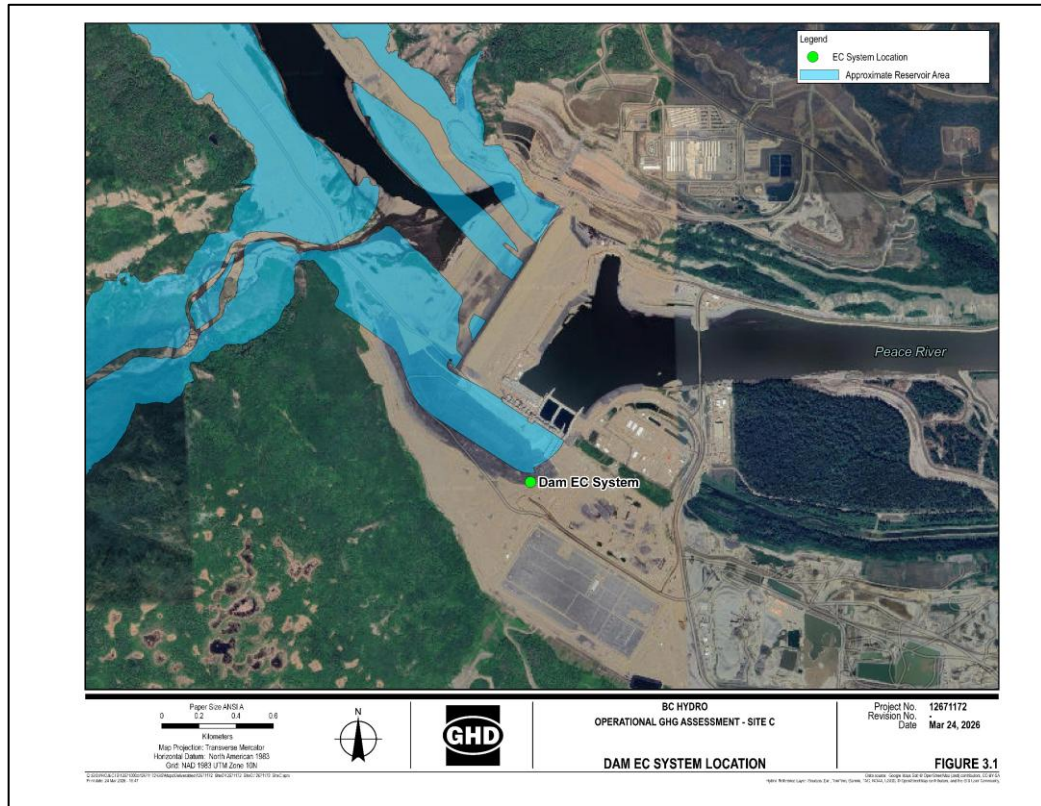 Legend
EC System Location
Approximate Reservoir Area
Peace River
Dam EC System
Paper Size ANSI A
0 0.2 0.4 0.6
Kilometers
Map Projection: Transverse Mercator
Horizontal Datum: North American 1983
Grid: NAD 1983 UTM Zone 10N
N
GHD
BC HYDRO
OPERATIONAL GHG ASSESSMENT - SITE C
DAM EC SYSTEM LOCATION
Project No. 12671172
Revision No. -
Date Mar 24, 2026
FIGURE 3.1